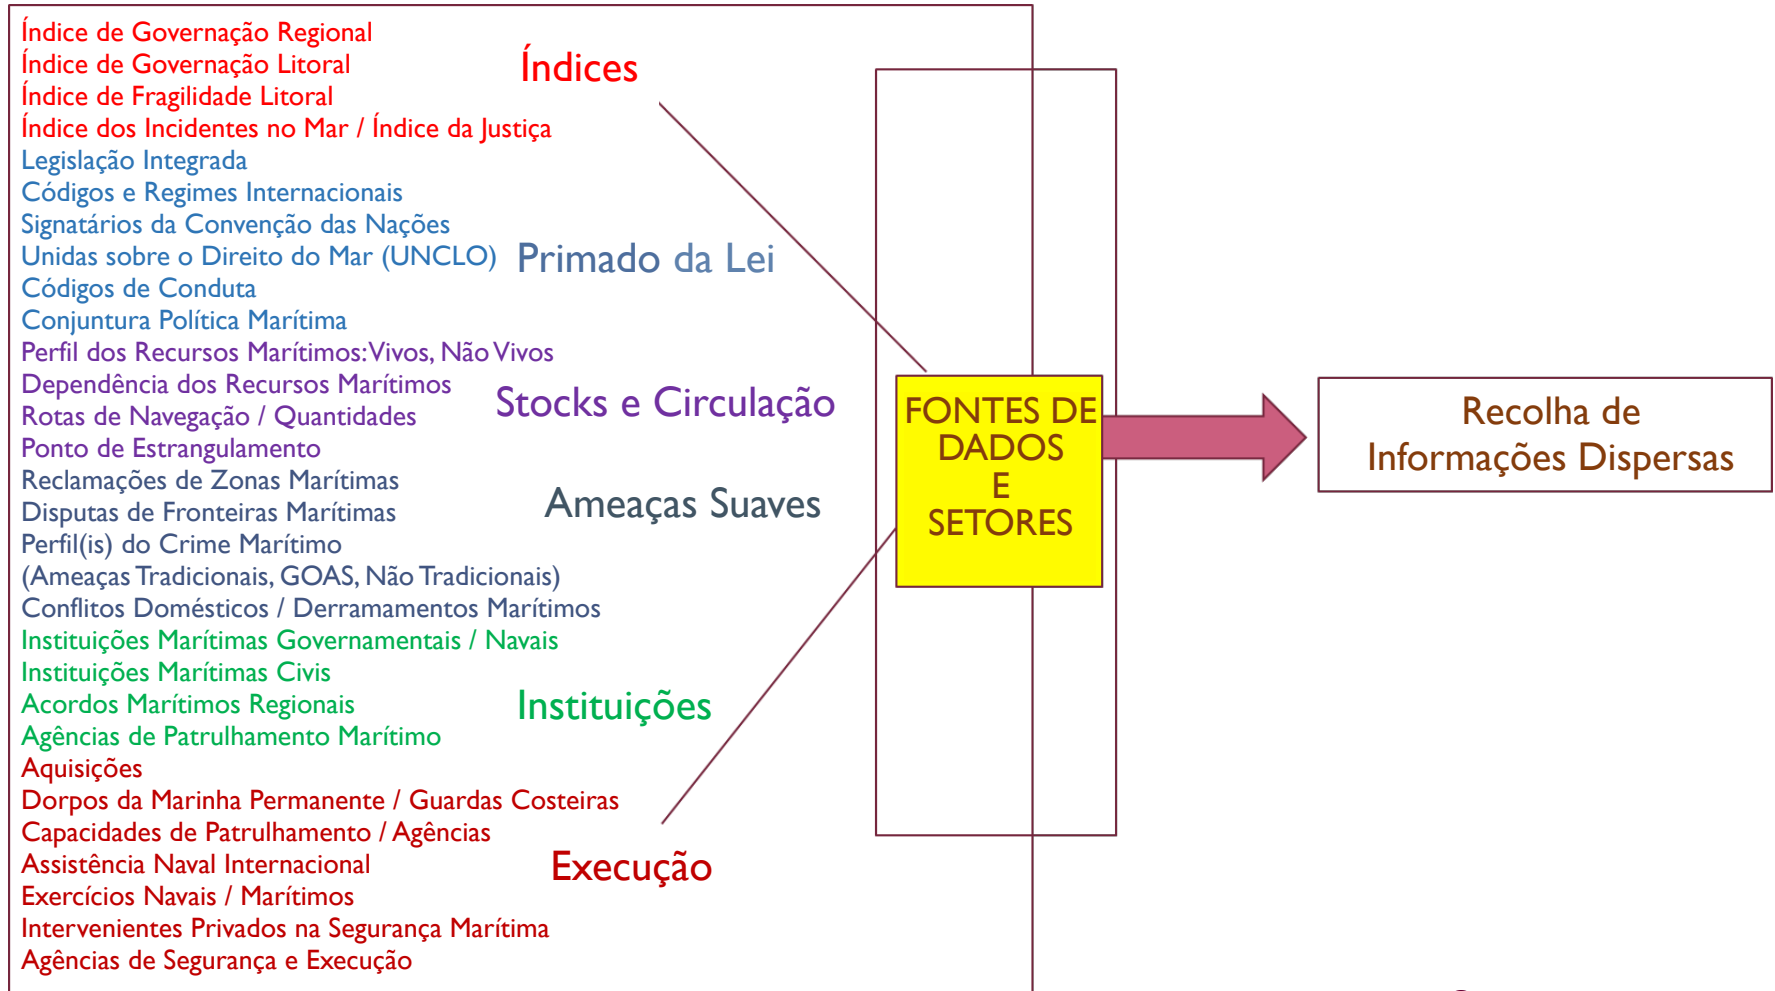 Índice de Governação Regional
Índice de Governação Litoral
Índice de Fragilidade Litoral
Índice dos Incidentes no Mar / Índice da Justiça
Legislação Integrada
Códigos e Regimes Internacionais
Signatários da Convenção das Nações
Unidas sobre o Direito do Mar (UNCLO)
Códigos de Conduta
Conjuntura Política Marítima
Perfil dos Recursos Marítimos: Vivos, Não Vivos
Dependência dos Recursos Marítimos
Rotas de Navegação / Quantidades
Ponto de Estrangulamento
Reclamações de Zonas Marítimas
Disputas de Fronteiras Marítimas
Perfil(is) do Crime Marítimo
(Ameaças Tradicionais, GOAS, Não Tradicionais)
Conflitos Domésticos / Derramamentos Marítimos
Instituições Marítimas Governamentais / Navais
Instituições Marítimas Civis
Acordos Marítimos Regionais
Agências de Patrulhamento Marítimo
Aquisições
Dorpos da Marinha Permanente / Guardas Costeiras
Capacidades de Patrulhamento / Agências
Assistência Naval Internacional
Exercícios Navais / Marítimos
Intervenientes Privados na Segurança Marítima
Agências de Segurança e Execução
Índices
Primado da Lei
Stocks e Circulação
Ameaças Suaves
Instituições
Execução
FONTES DE
DADOS
E
SETORES
Recolha de
Informações Dispersas